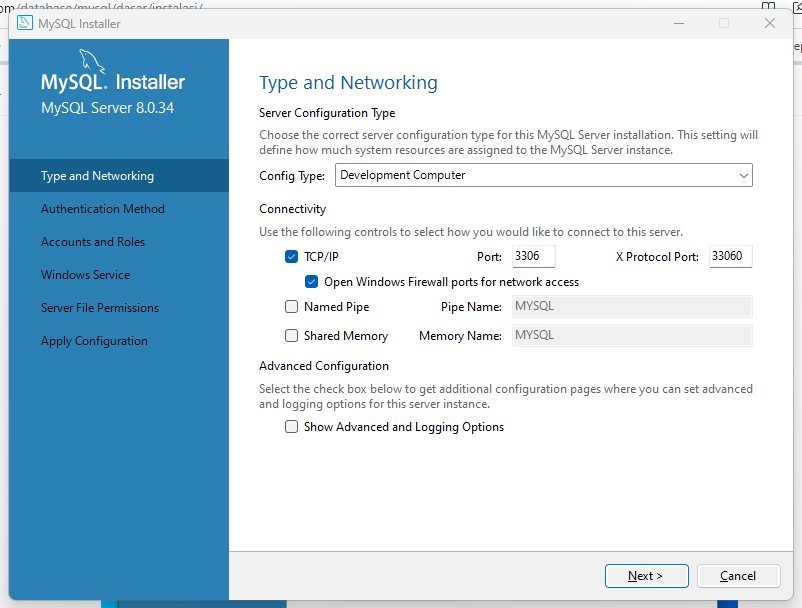 om/database/mysql/dasar/instalasi/
MySQL Installer
MySQL® Installer
MySQL Server 8.0.34
Type and Networking
Authentication Method
Accounts and Roles
Windows Service
Server File Permissions
Apply Configuration
Type and Networking
Server Configuration Type
Choose the correct server configuration type for this MySQL Server installation. This setting will
define how much system resources are assigned to the MySQL Server instance.
Config Type: Development Computer
Connectivity
Use the following controls to select how you would like to connect to this server.
TCP/IP Port: 3306 X Protocol Port: 33060
Open Windows Firewall ports for network access
Named Pipe Pipe Name: MYSQL
Shared Memory Memory Name: MYSQL
Advanced Configuration
Select the check box below to get additional configuration pages where you can set advanced
and logging options for this server instance.
Show Advanced and Logging Options
Next > Cancel